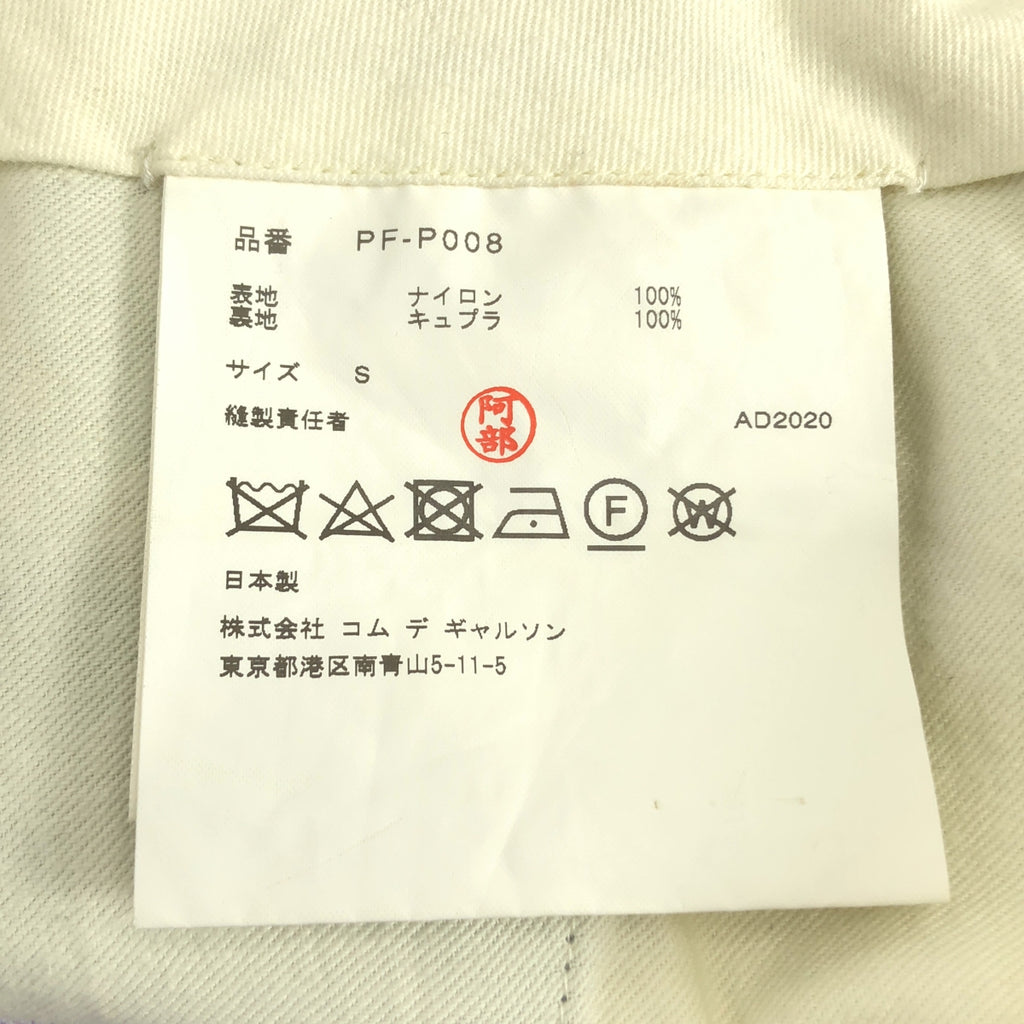 品番 PF-P008
表地 ナイロン 100%
裏地 キュプラ 100%
サイズ S
縫製責任者 阿部 AD2020
F W
日本製
株式会社 コム デ ギャルソン
東京都港区南青山5-11-5